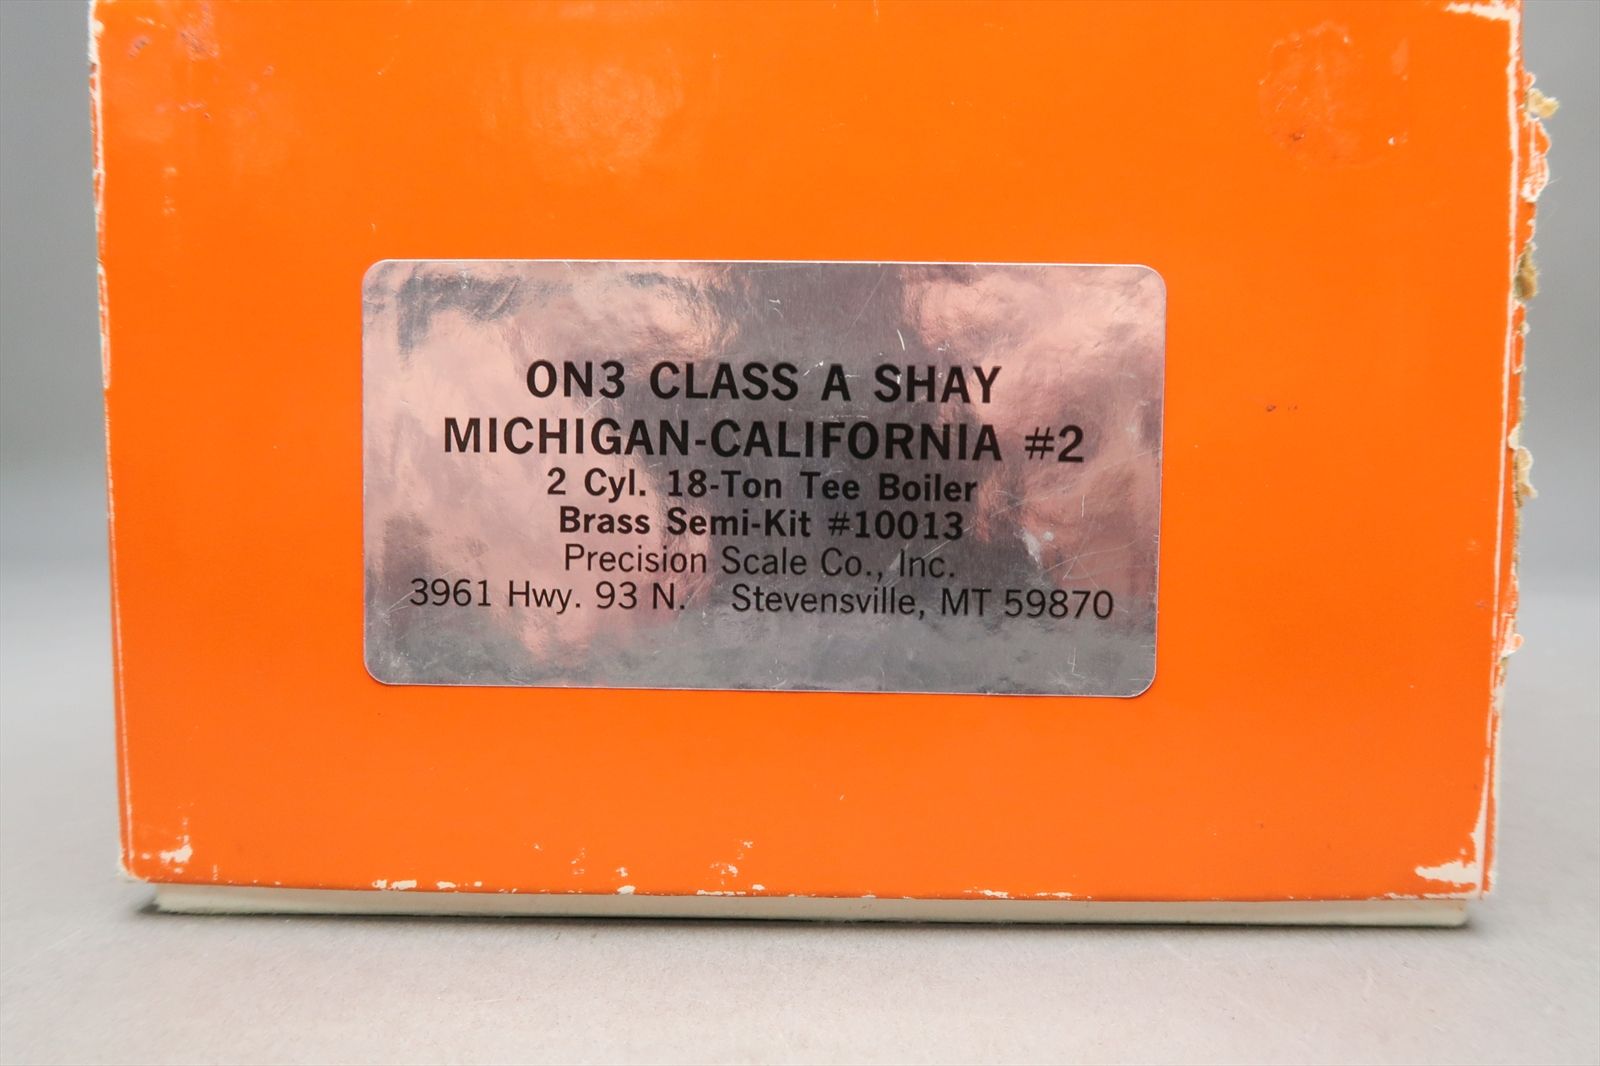 ON3 CLASS A SHAY
MICHIGAN-CALIFORNIA #2
2 Cyl. 18-Ton Tee Boiler
Brass Semi-Kit #10013
Precision Scale Co., Inc.
3961 Hwy. 93 N. Stevensville, MT 59870